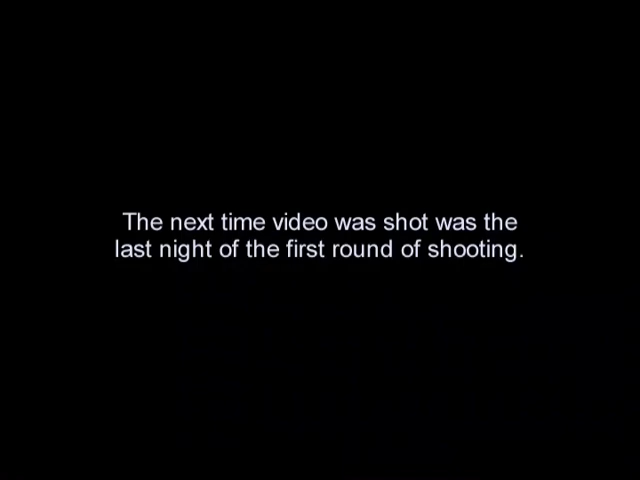 The next time video was shot was the
last night of the first round of shooting.